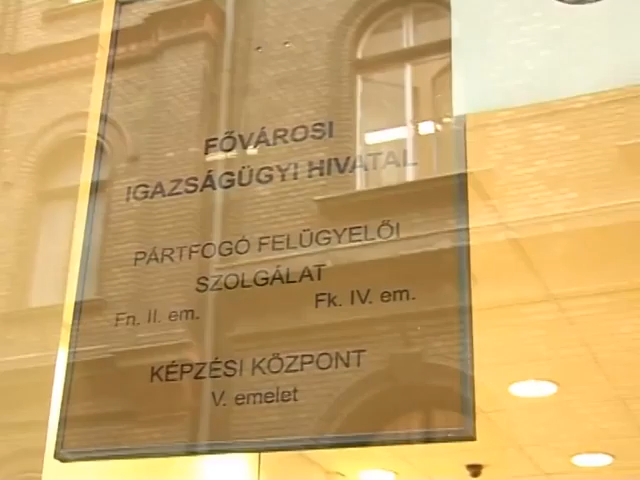 FŐVÁROSI
IGAZSÁGÜGYI HIVATAL
PÁRTFOGÓ FELÜGYELŐI
SZOLGÁLAT
Fn. II. em. Fk. IV. em.
KÉPZÉSI KÖZPONT
V. emelet